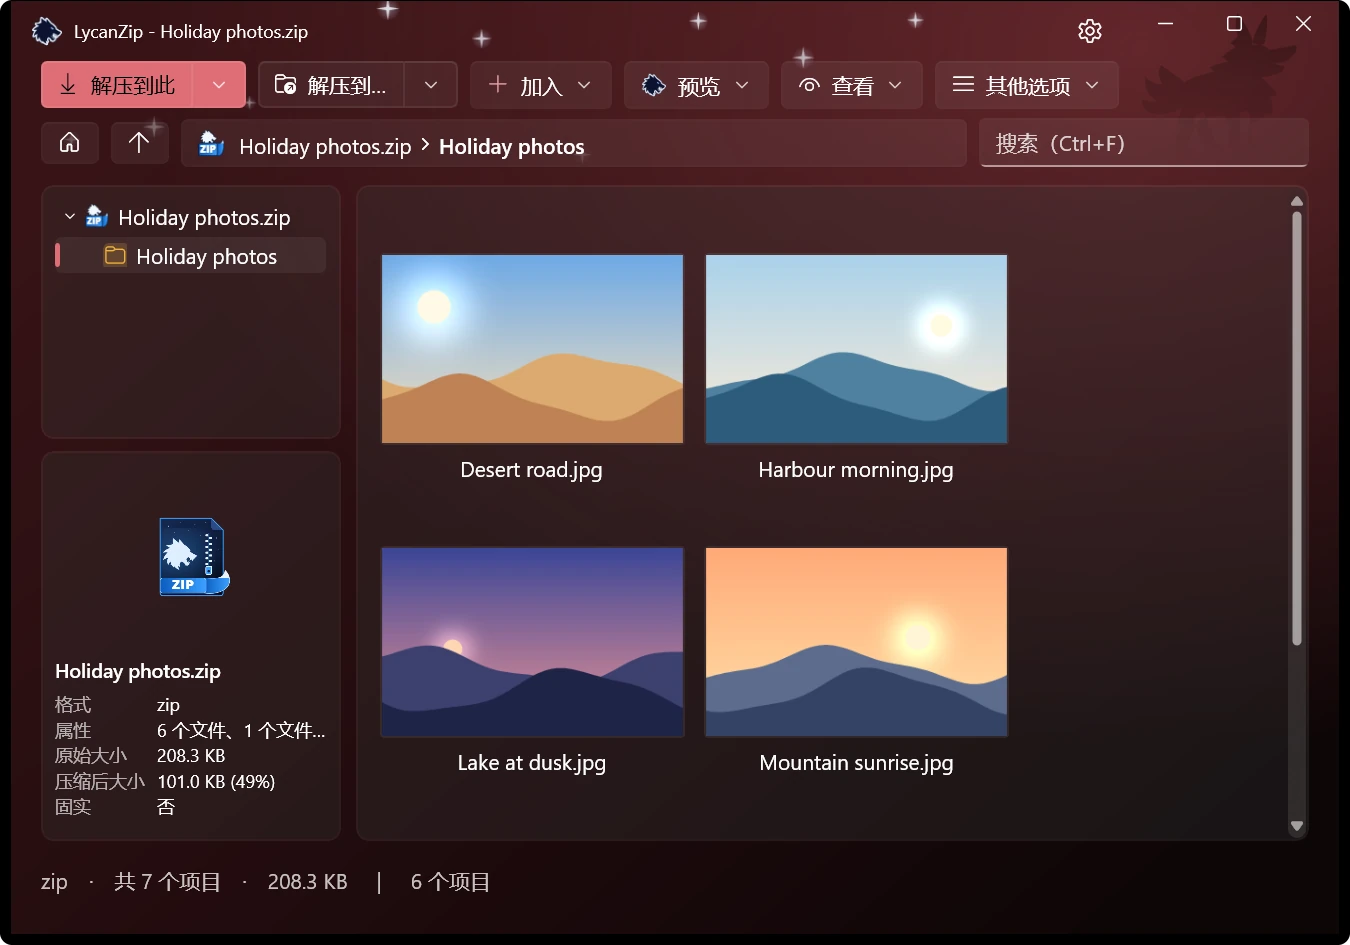 LycanZip - Holiday photos.zip
解压到此
解压到...
加入
预览
查看
其他选项
ZIP
Holiday photos.zip
Holiday photos
搜索（Ctrl+F）
ZIP
Holiday photos.zip
Holiday photos
Desert road.jpg
Harbour morning.jpg
ZIP
Holiday photos.zip
格式 zip
属性 6 个文件、1 个文件...
原始大小 208.3 KB
压缩后大小 101.0 KB (49%)
固实 否
Lake at dusk.jpg
Mountain sunrise.jpg
zip · 共 7 个项目 · 208.3 KB | 6 个项目